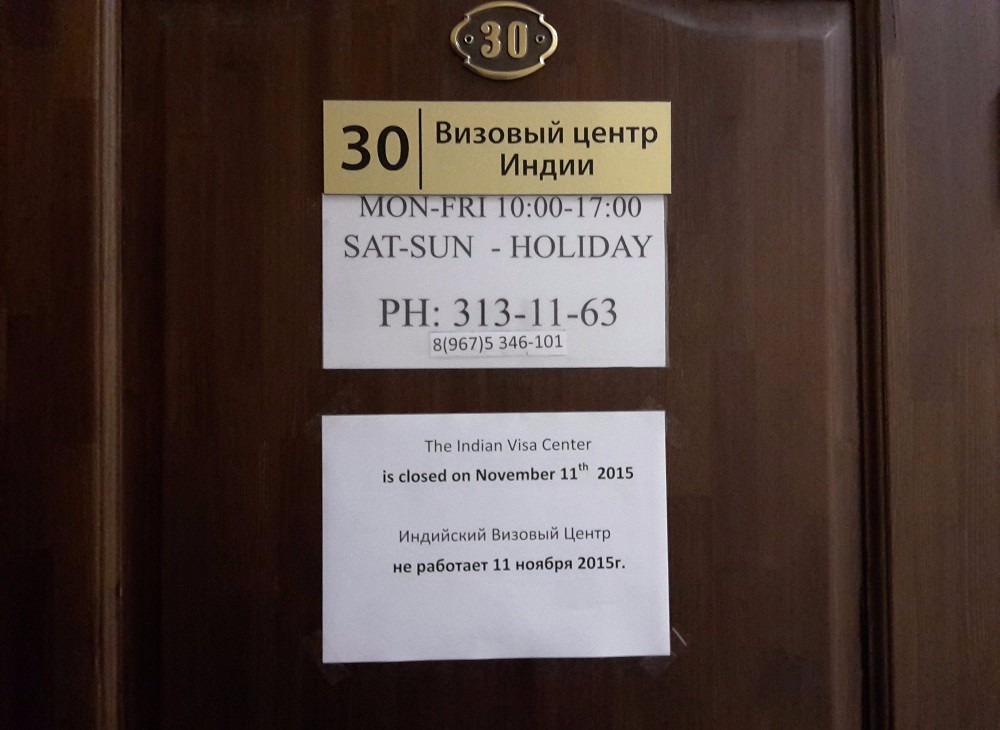 30
30
Визовый центр
Индии
MON-FRI 10:00-17:00
SAT-SUN - HOLIDAY
PH: 313-11-63
8(967)5 346-101
The Indian Visa Center
is closed on November 11th 2015
Индийский Визовый Центр
не работает 11 ноября 2015г.